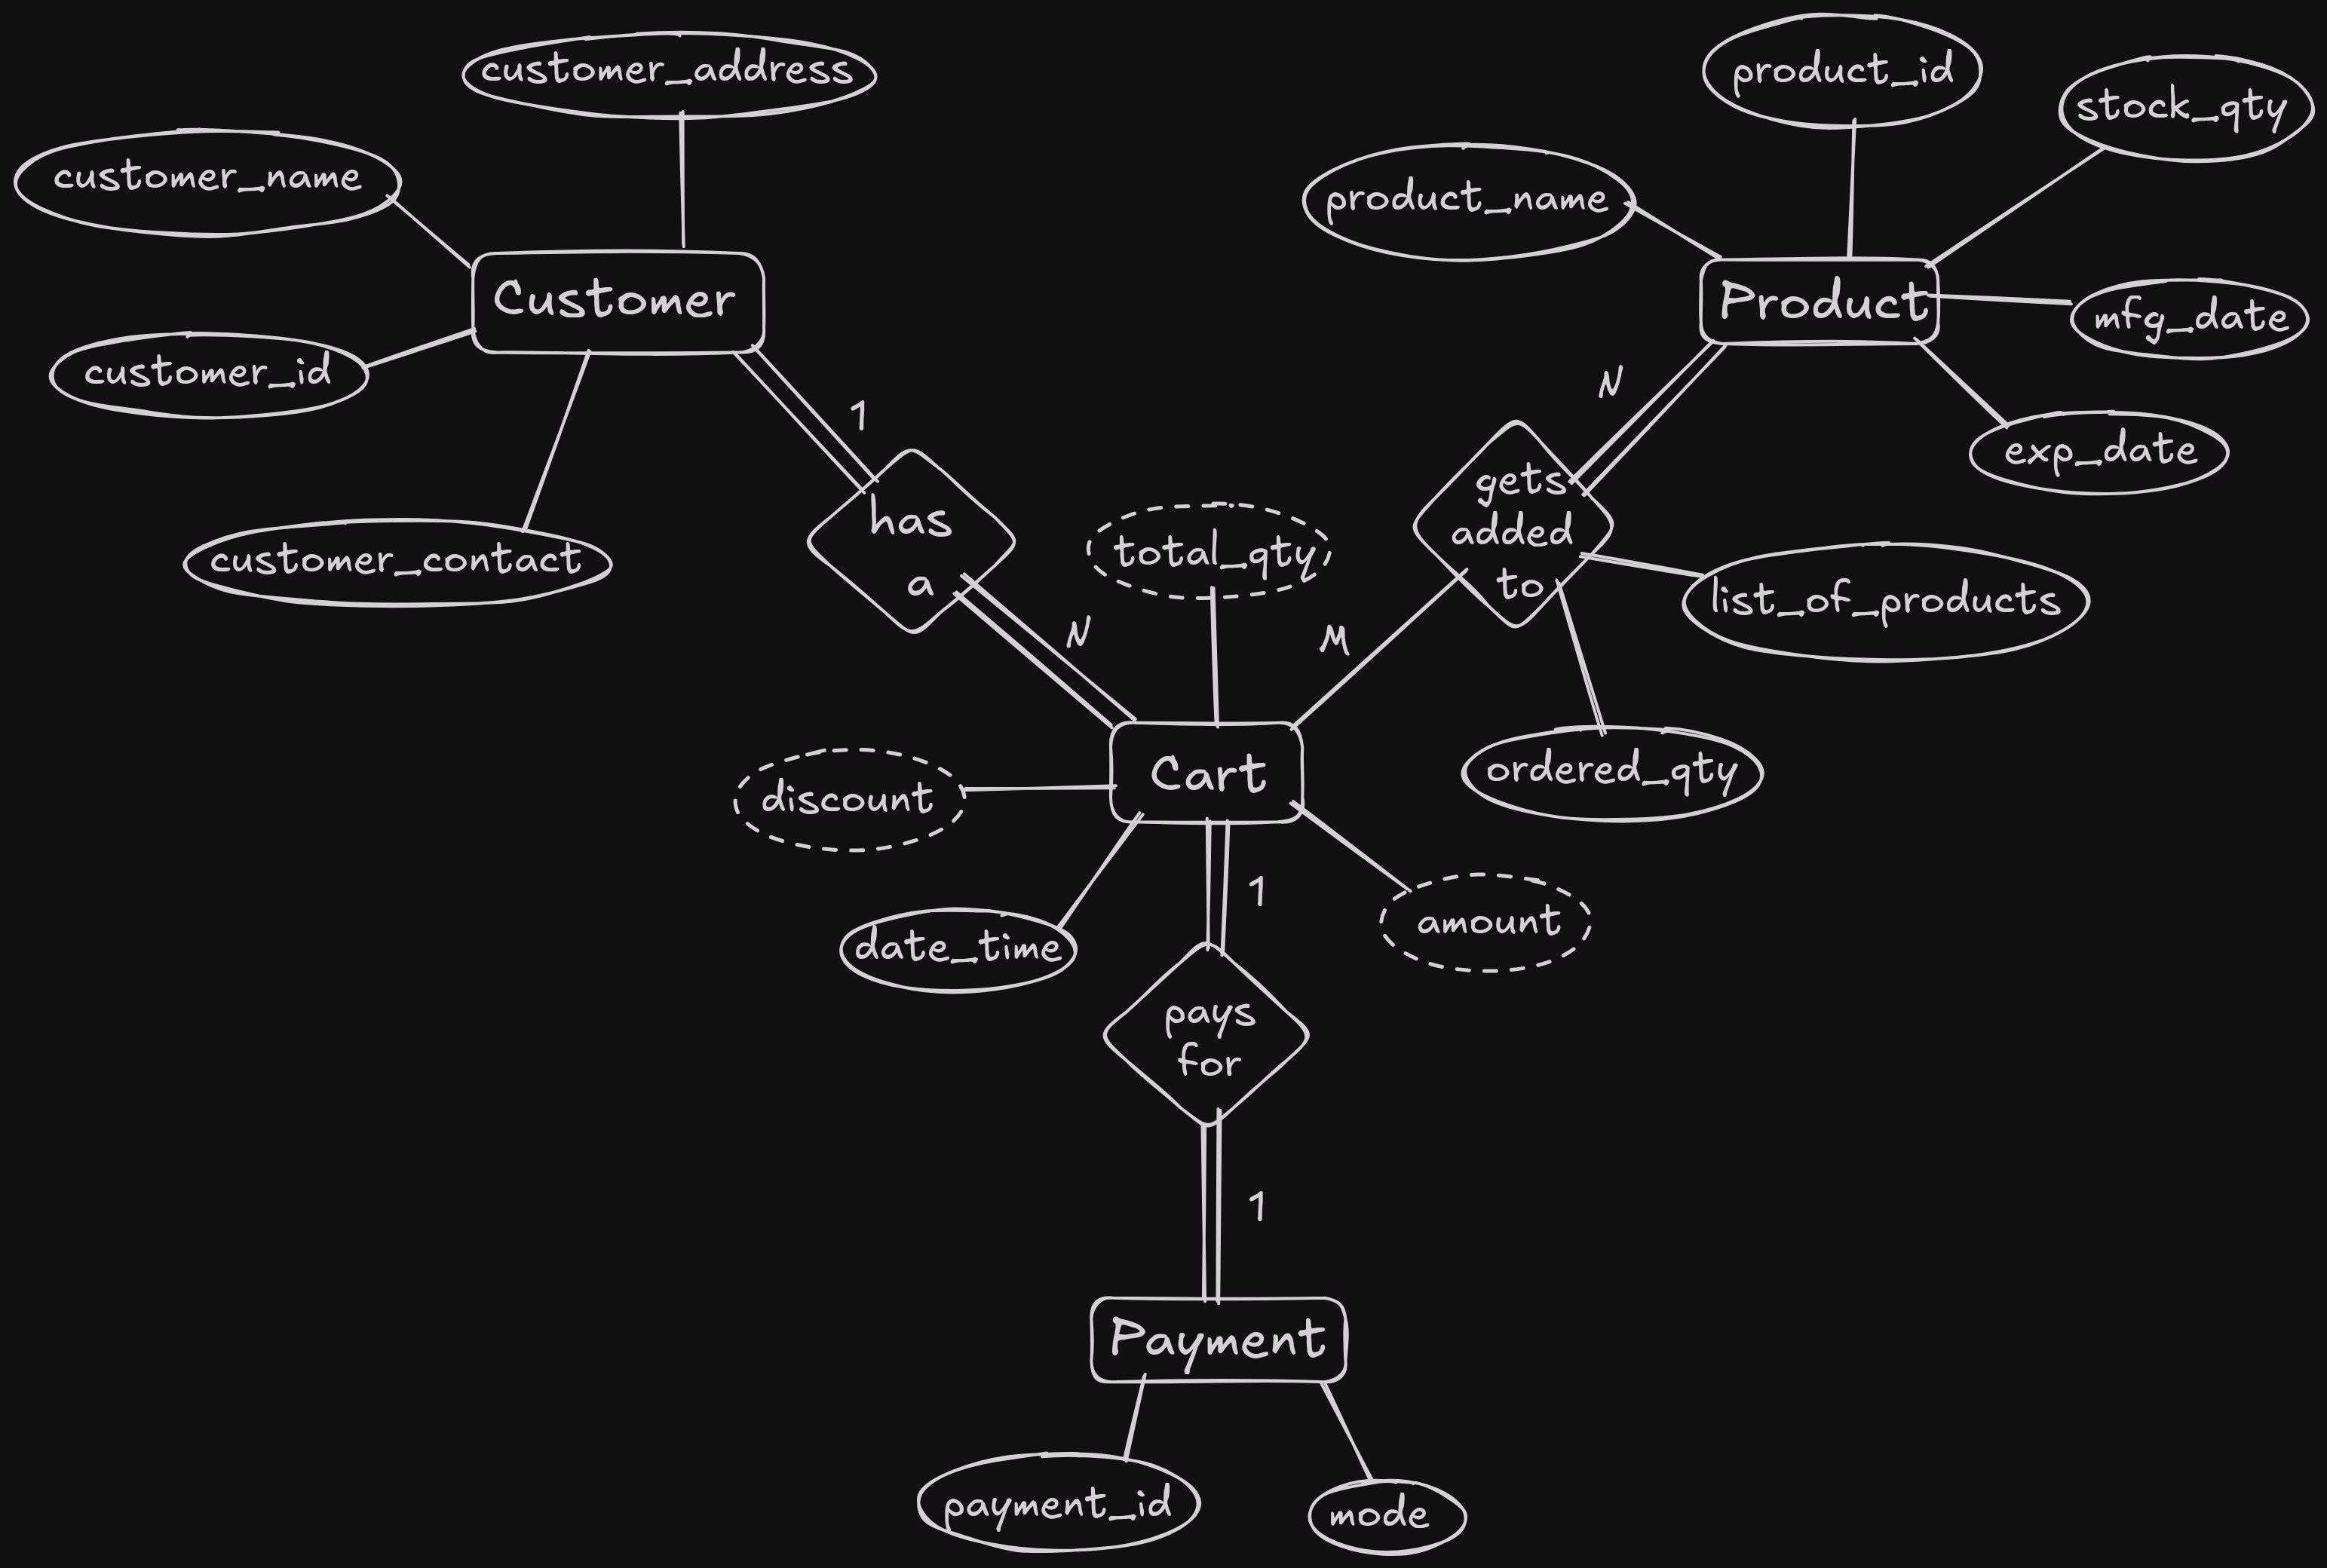 customer_address
customer_name
Customer
customer_id
customer_contact
product_id
stock_qty
product_name
Product
mfg_date
exp_date
1
has
a
N
N
gets
added
to
M
list_of_products
ordered_qty
total_qty
Cart
discount
date_time
amount
1
pays
for
1
Payment
payment_id
mode